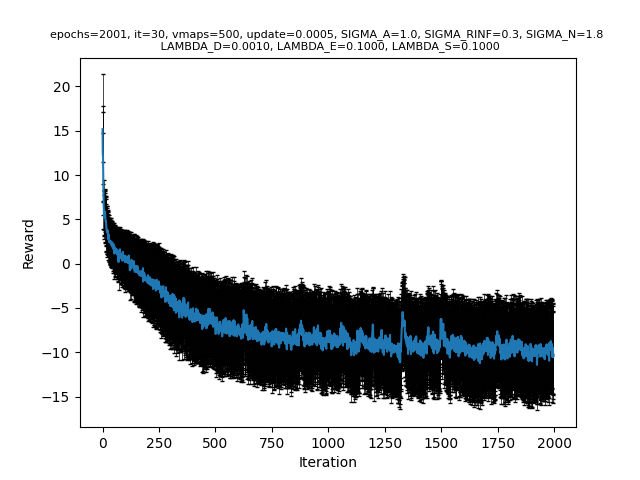 epochs=2001, it=30, vmaps=500, update=0.0005, SIGMA_A=1.0, SIGMA_RINF=0.3, SIGMA_N=1.8
LAMBDA_D=0.0010, LAMBDA_E=0.1000, LAMBDA_S=0.1000
20
15
10
5
0
−5
−10
−15
Reward
0 250 500 750 1000 1250 1500 1750 2000
Iteration